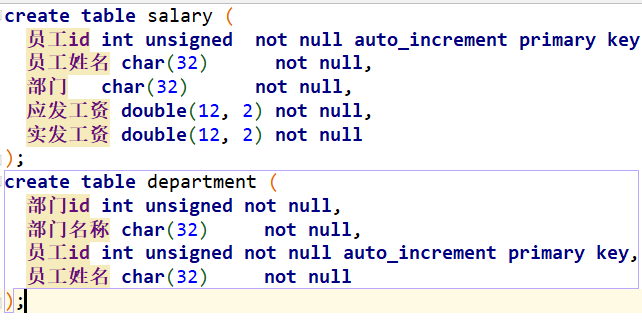 create table salary (
员工id int unsigned  not null auto_increment primary key
员工姓名 char(32)      not null,
部门   char(32)      not null,
应发工资 double(12, 2) not null,
实发工资 double(12, 2) not null
);
create table department (
部门id int unsigned not null,
部门名称 char(32)     not null,
员工id int unsigned not null auto_increment primary key,
员工姓名 char(32)     not null
);